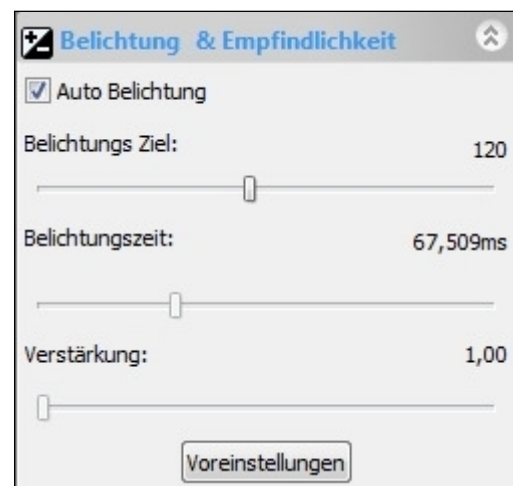 Belichtung & Empfindlichkeit
Auto Belichtung
Belichtungs Ziel: 120
Belichtungszeit: 67,509ms
Verstärkung: 1,00
Voreinstellungen